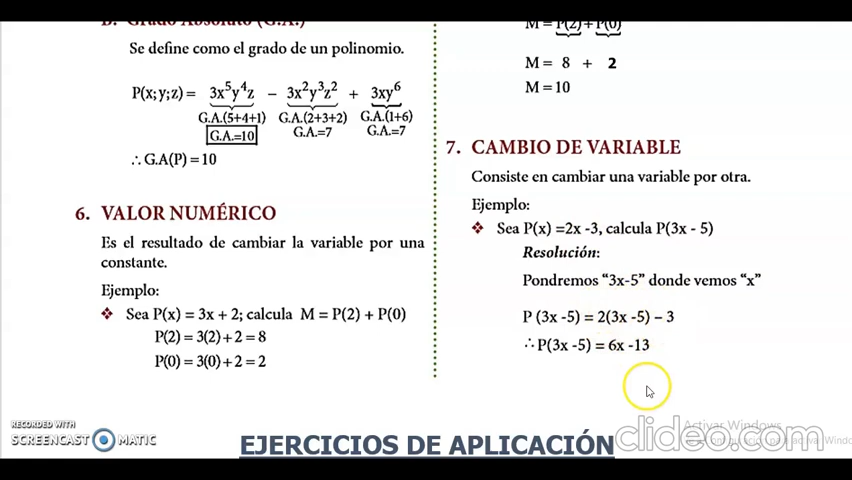 D. Grado Absoluto (G.A.)
Se define como el grado de un polinomio.
P(x; y; z) = 3x⁵y⁴z − 3x²y³z² + 3xy⁶
G.A.(5+4+1) G.A.(2+3+2) G.A.(1+6)
G.A.=10 G.A.=7 G.A.=7
∴ G.A(P) = 10
6. VALOR NUMÉRICO
Es el resultado de cambiar la variable por una
constante.
Ejemplo:
❖ Sea P(x) = 3x + 2; calcula M = P(2) + P(0)
P(2) = 3(2) + 2 = 8
P(0) = 3(0) + 2 = 2
M = P(2) + P(0)
M = 8 + 2
M = 10
7. CAMBIO DE VARIABLE
Consiste en cambiar una variable por otra.
Ejemplo:
❖ Sea P(x) =2x -3, calcula P(3x - 5)
Resolución:
Pondremos “3x-5” donde vemos “x”
P (3x -5) = 2(3x -5) – 3
∴ P(3x -5) = 6x -13
EJERCICIOS DE APLICACIÓN
RECORDED WITH
SCREENCAST MATIC
Activar Windows
clideo.com